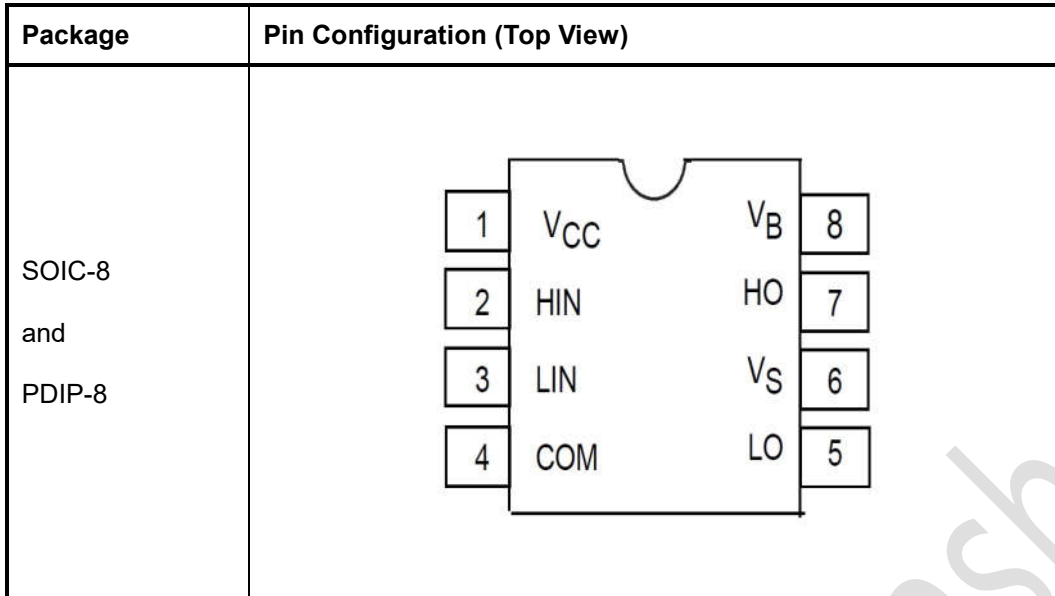 Package
Pin Configuration (Top View)
SOIC-8
and
PDIP-8
1 VCC VB 8
2 HIN HO 7
3 LIN VS 6
4 COM LO 5